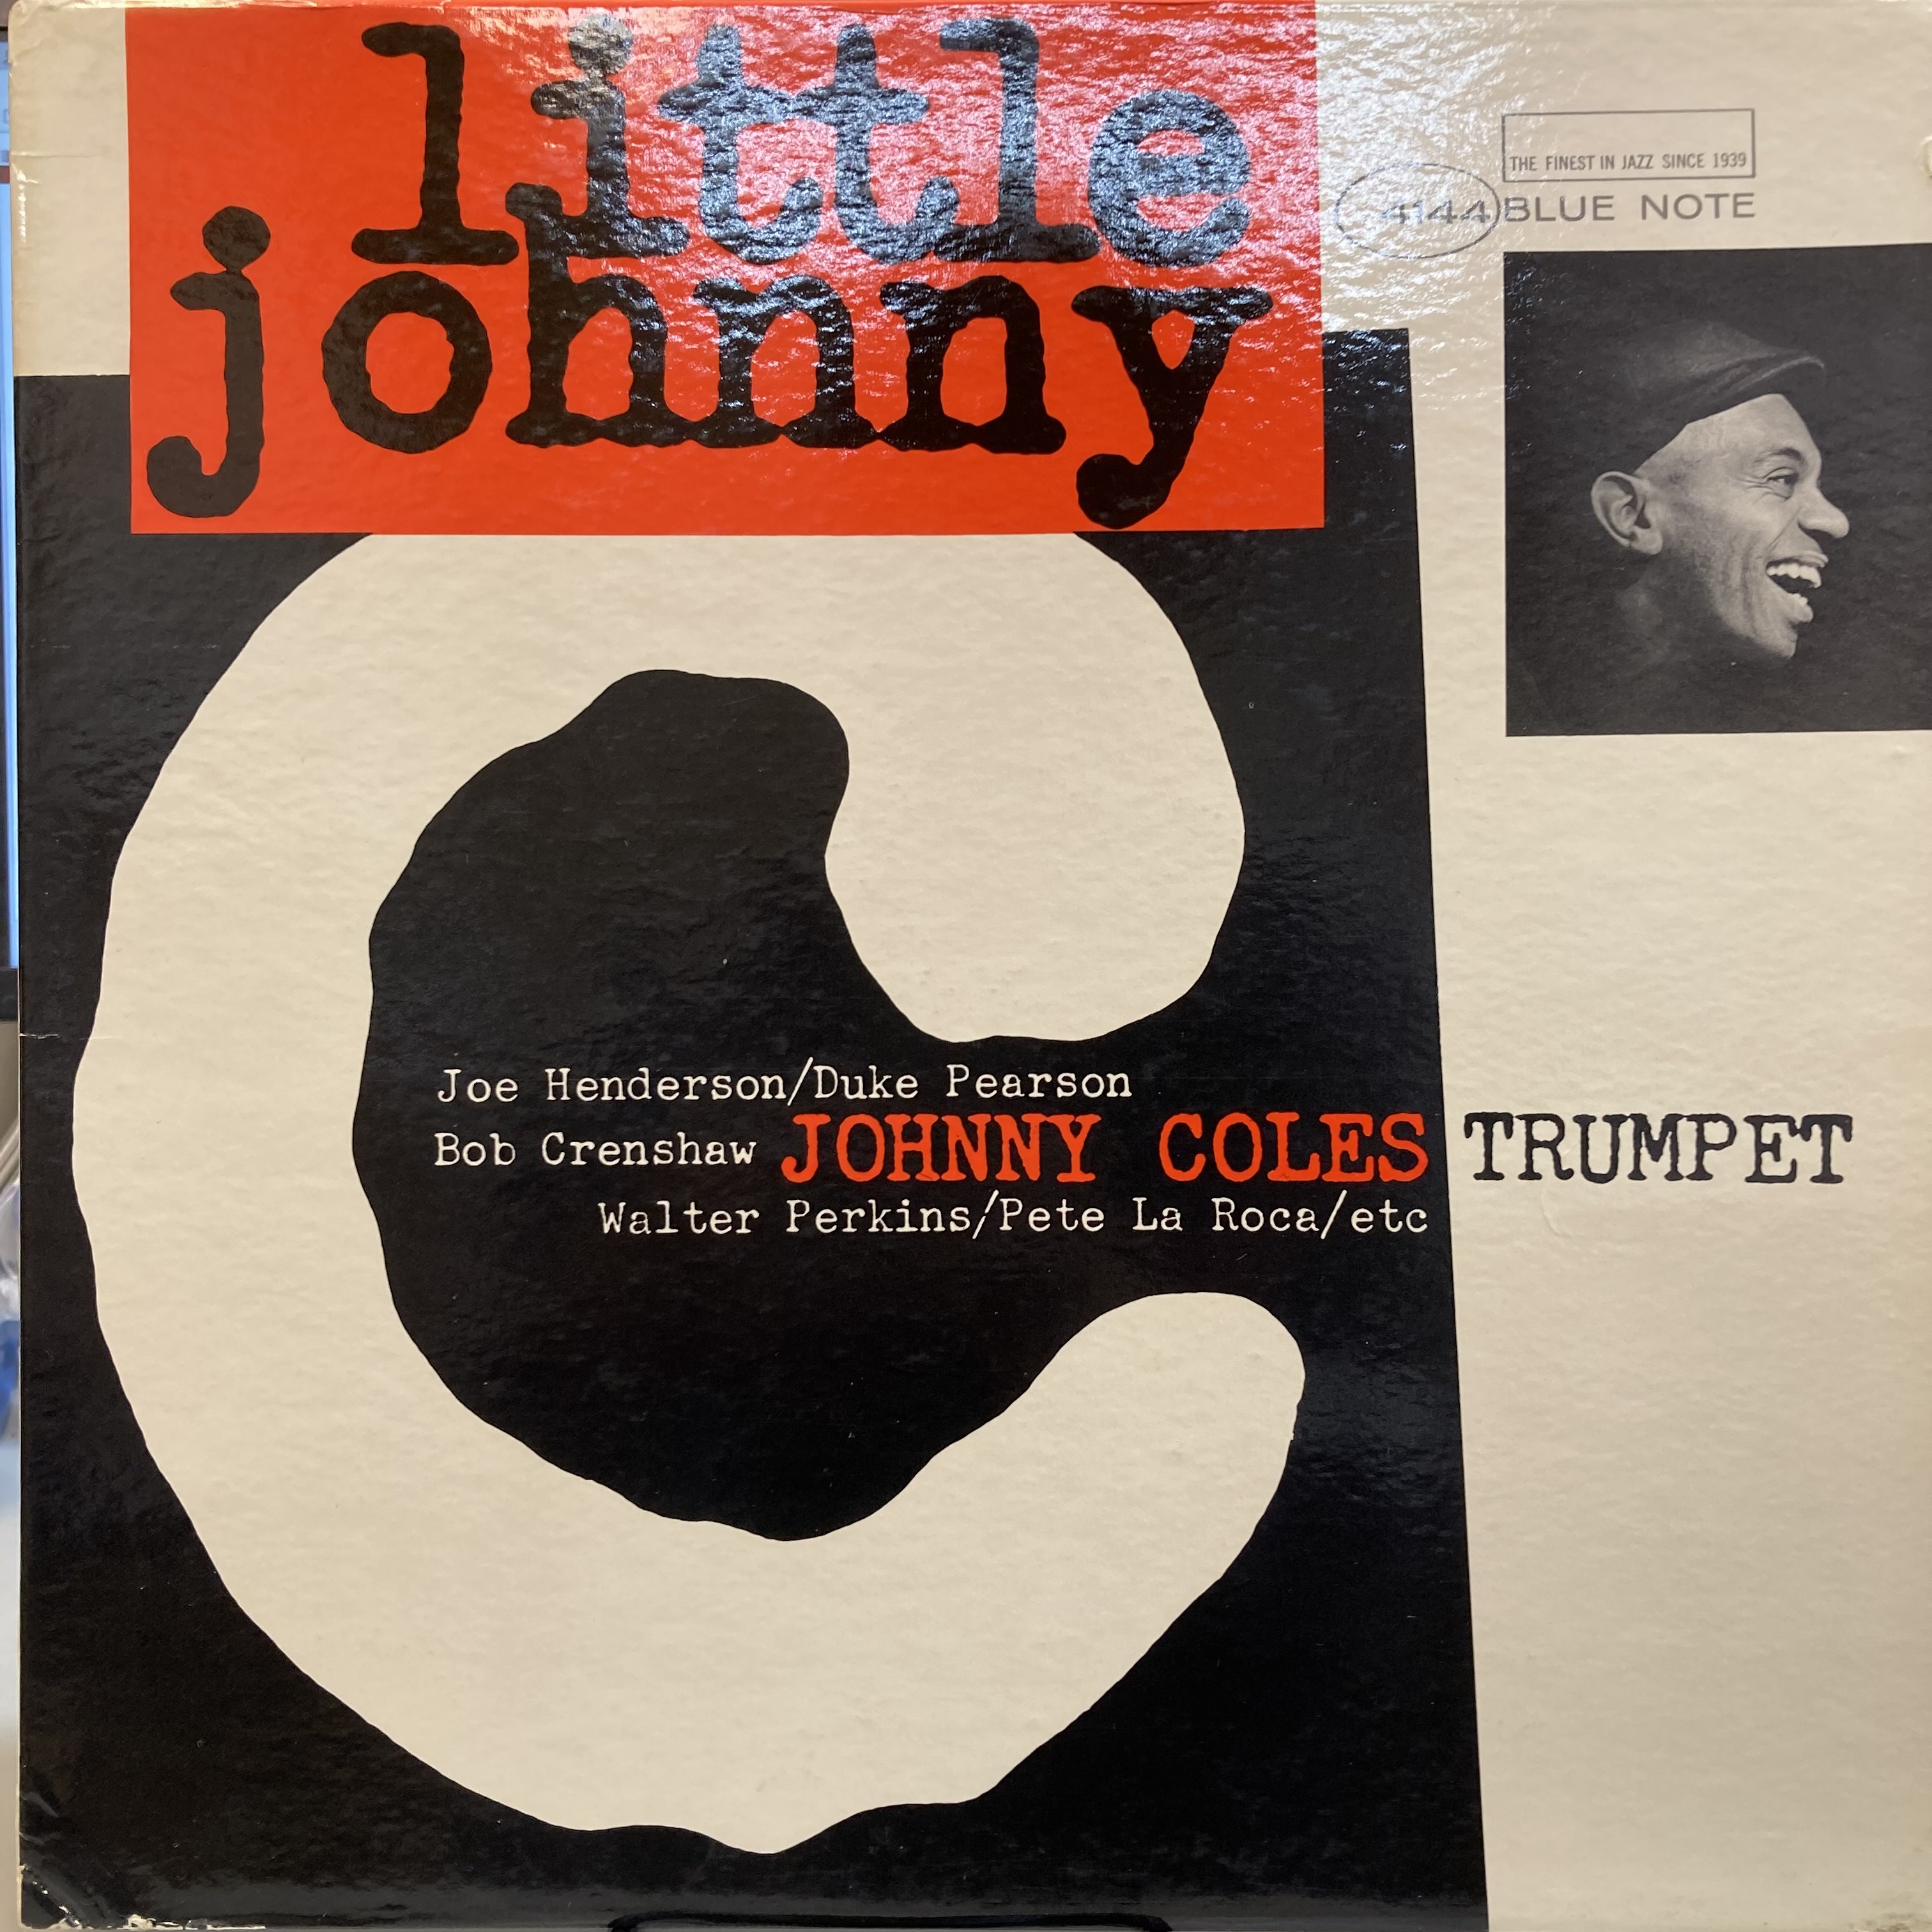 little
johnny
THE FINEST IN JAZZ SINCE 1939
4144 BLUE NOTE
C
Joe Henderson/Duke Pearson
Bob Crenshaw JOHNNY COLES TRUMPET
Walter Perkins/Pete La Roca/etc